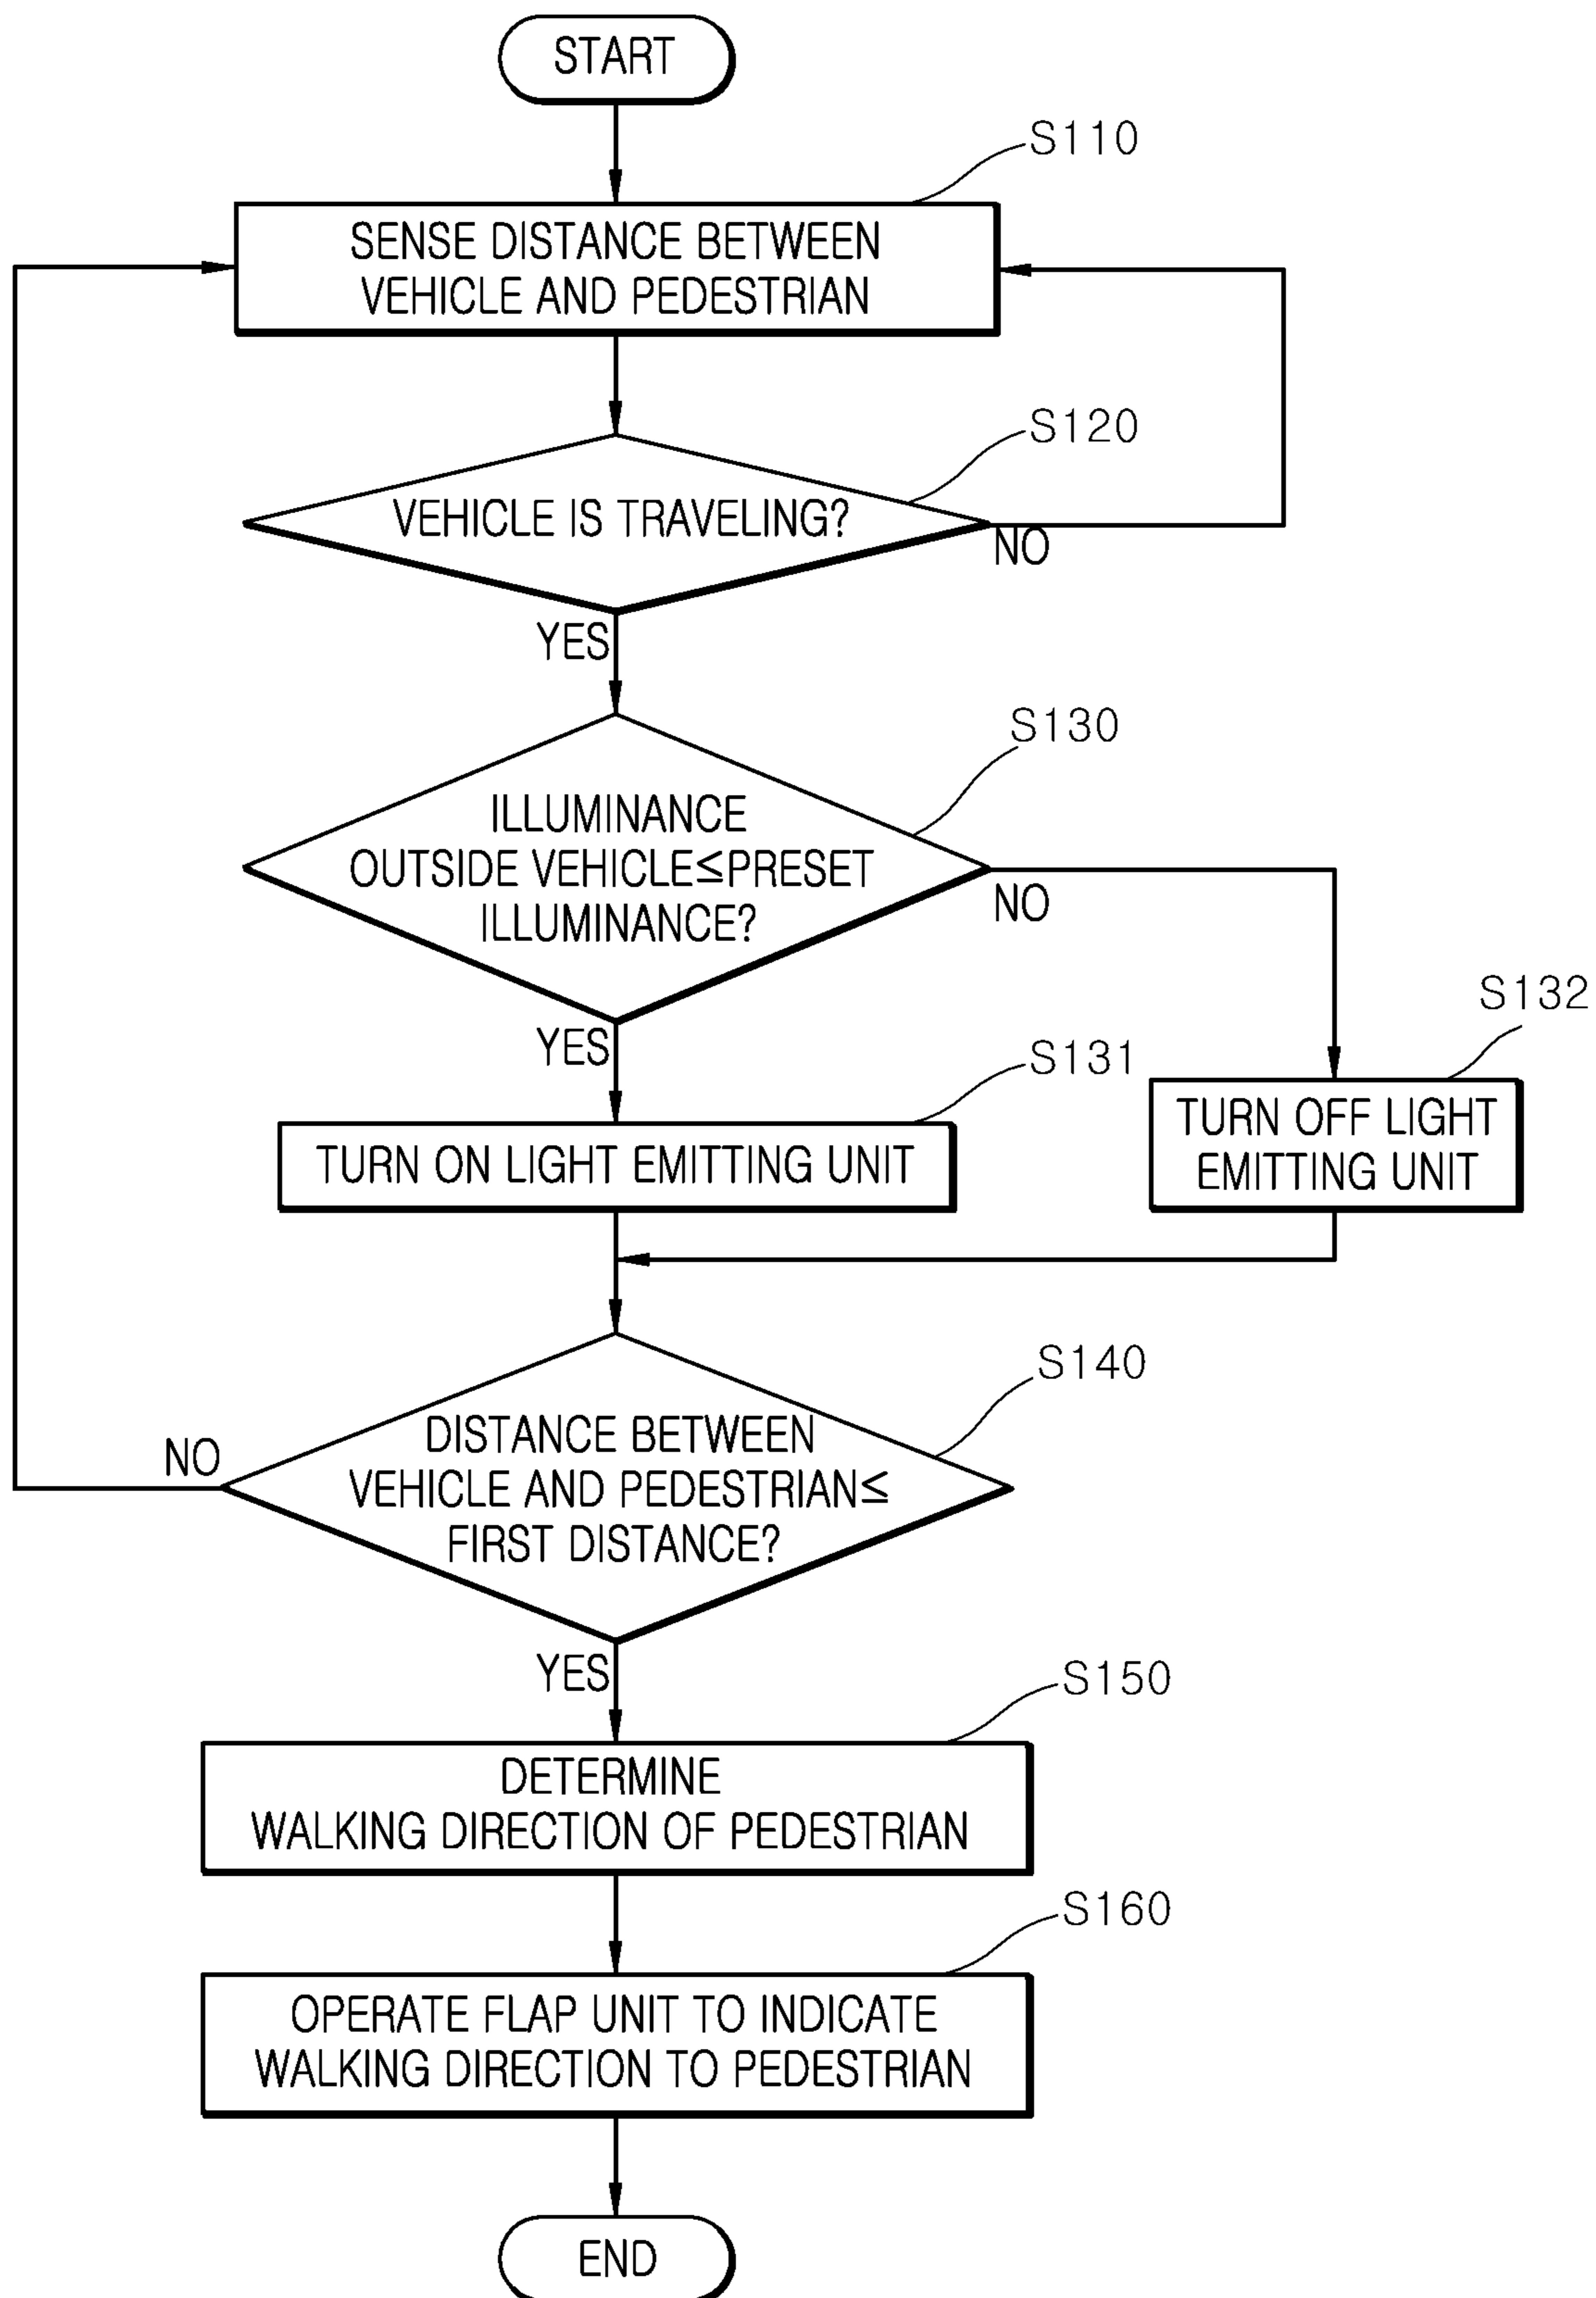 START
S110
SENSE DISTANCE BETWEEN
VEHICLE AND PEDESTRIAN
S120
VEHICLE IS TRAVELING?
NO
YES
S130
ILLUMINANCE
OUTSIDE VEHICLE≤PRESET
ILLUMINANCE?
NO
YES
S131
TURN ON LIGHT EMITTING UNIT
S132
TURN OFF LIGHT
EMITTING UNIT
S140
DISTANCE BETWEEN
VEHICLE AND PEDESTRIAN≤
FIRST DISTANCE?
NO
YES
S150
DETERMINE
WALKING DIRECTION OF PEDESTRIAN
S160
OPERATE FLAP UNIT TO INDICATE
WALKING DIRECTION TO PEDESTRIAN
END